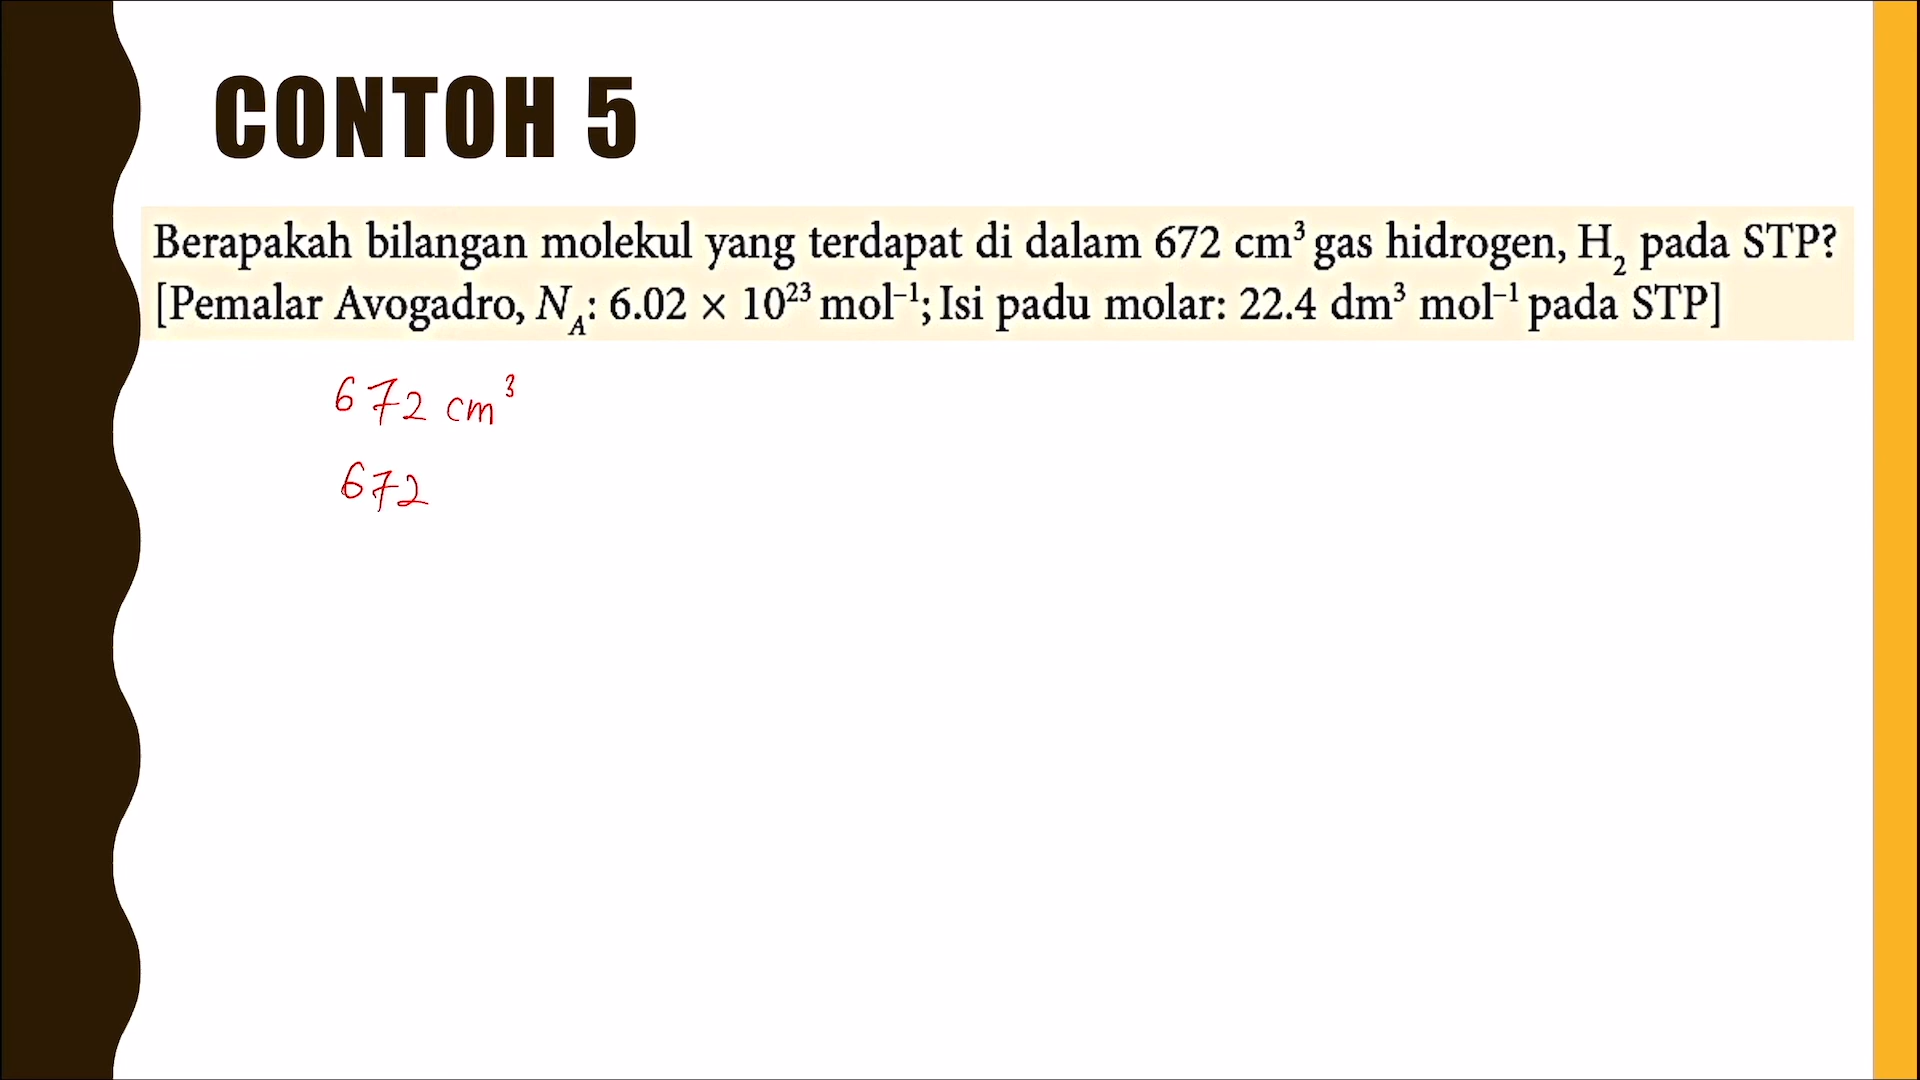 CONTOH 5
Berapakah bilangan molekul yang terdapat di dalam 672 cm³ gas hidrogen, H₂ pada STP?
[Pemalar Avogadro, N_A: 6.02 × 10²³ mol⁻¹; Isi padu molar: 22.4 dm³ mol⁻¹ pada STP]
672 cm³
672